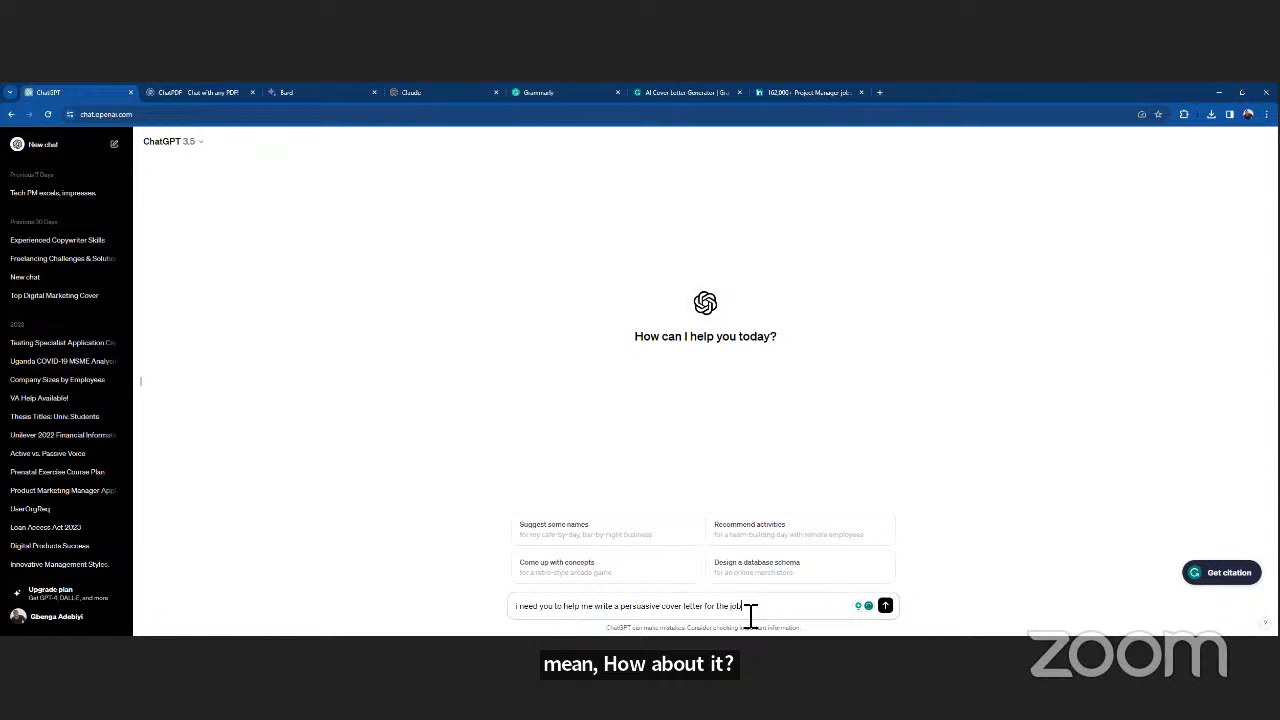 ChatGPT
ChatPDF - Chat with any PDF!
Bard
Claude
Grammarly
AI Cover Letter Generator | Gra
162,000+ Project Manager job
chat.openai.com
New chat
ChatGPT 3.5
Previous 7 Days
Tech PM excels, impresses.
Previous 30 Days
Experienced Copywriter Skills
Freelancing Challenges & Solutio
New chat
Top Digital Marketing Cover
2023
Testing Specialist Application
Uganda COVID-19 MSME Analys
Company Sizes by Employees
VA Help Available!
Thesis Titles: Univ. Students
Unilever 2022 Financial Informati
Active vs. Passive Voice
Prenatal Exercise Course Plan
Product Marketing Manager App
UserOrgReq
Loan Access Act 2023
Digital Products Success
Innovative Management Styles.
Upgrade plan
Get GPT-4, DALL·E, and more
Gbenga Adebiyi
How can I help you today?
Suggest some names
for my cafe-by-day, bar-by-night business
Recommend activities
for a team-building day with remote employees
Come up with concepts
for a retro-style arcade game
Design a database schema
for an online merch store
Get citation
i need you to help me write a persuasive cover letter for the job
ChatGPT can make mistakes. Consider checking important information.
?
mean, How about it?
zoom